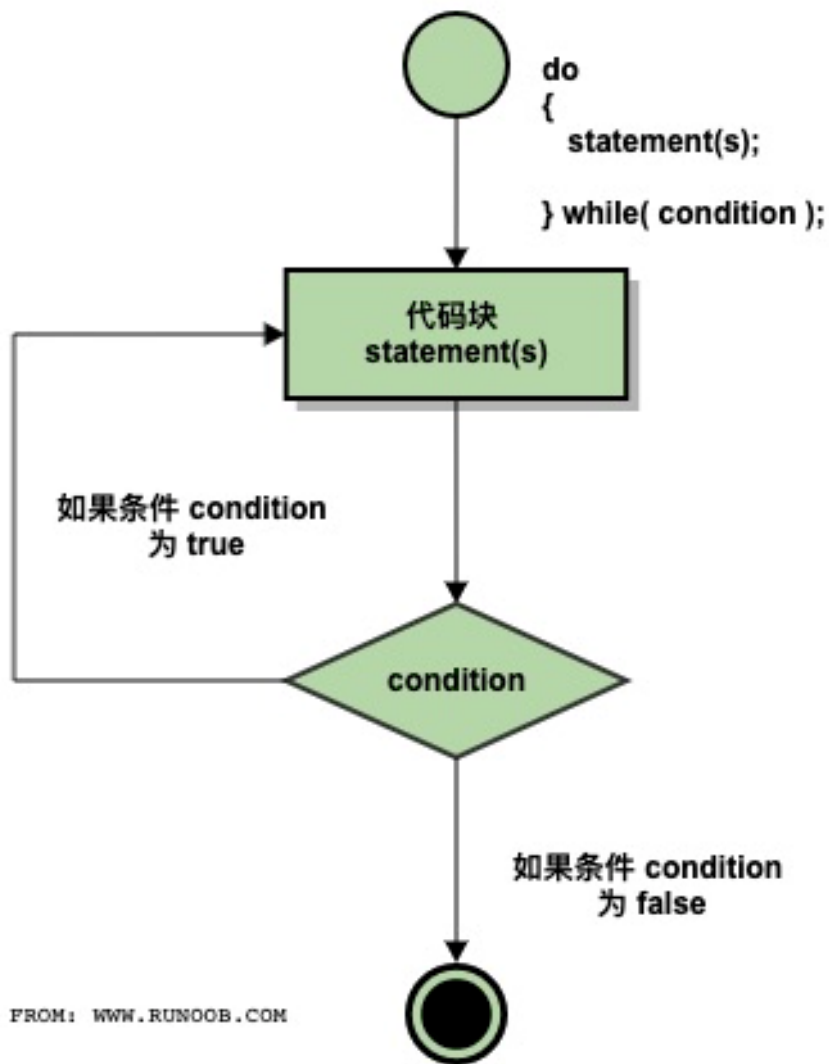 do
{
statement(s);
} while( condition );
代码块
statement(s)
如果条件 condition
为 true
condition
如果条件 condition
为 false
FROM: WWW.RUNOOB.COM